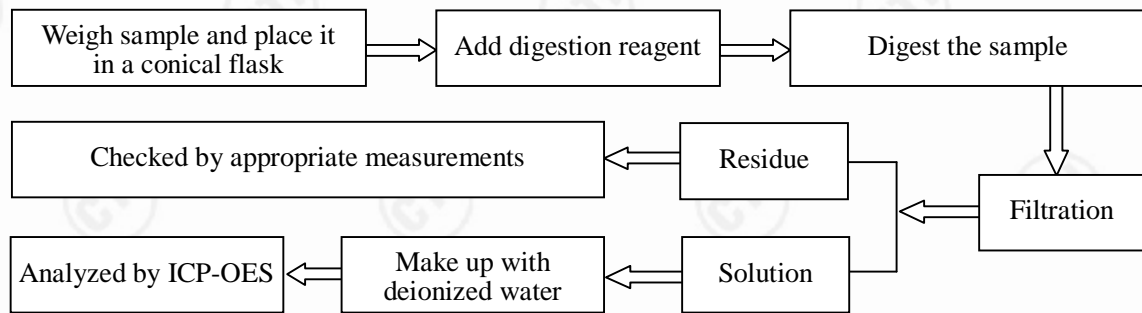 Weigh sample and place it
in a conical flask
Add digestion reagent
Digest the sample
Checked by appropriate measurements
Residue
Filtration
Analyzed by ICP-OES
Make up with
deionized water
Solution